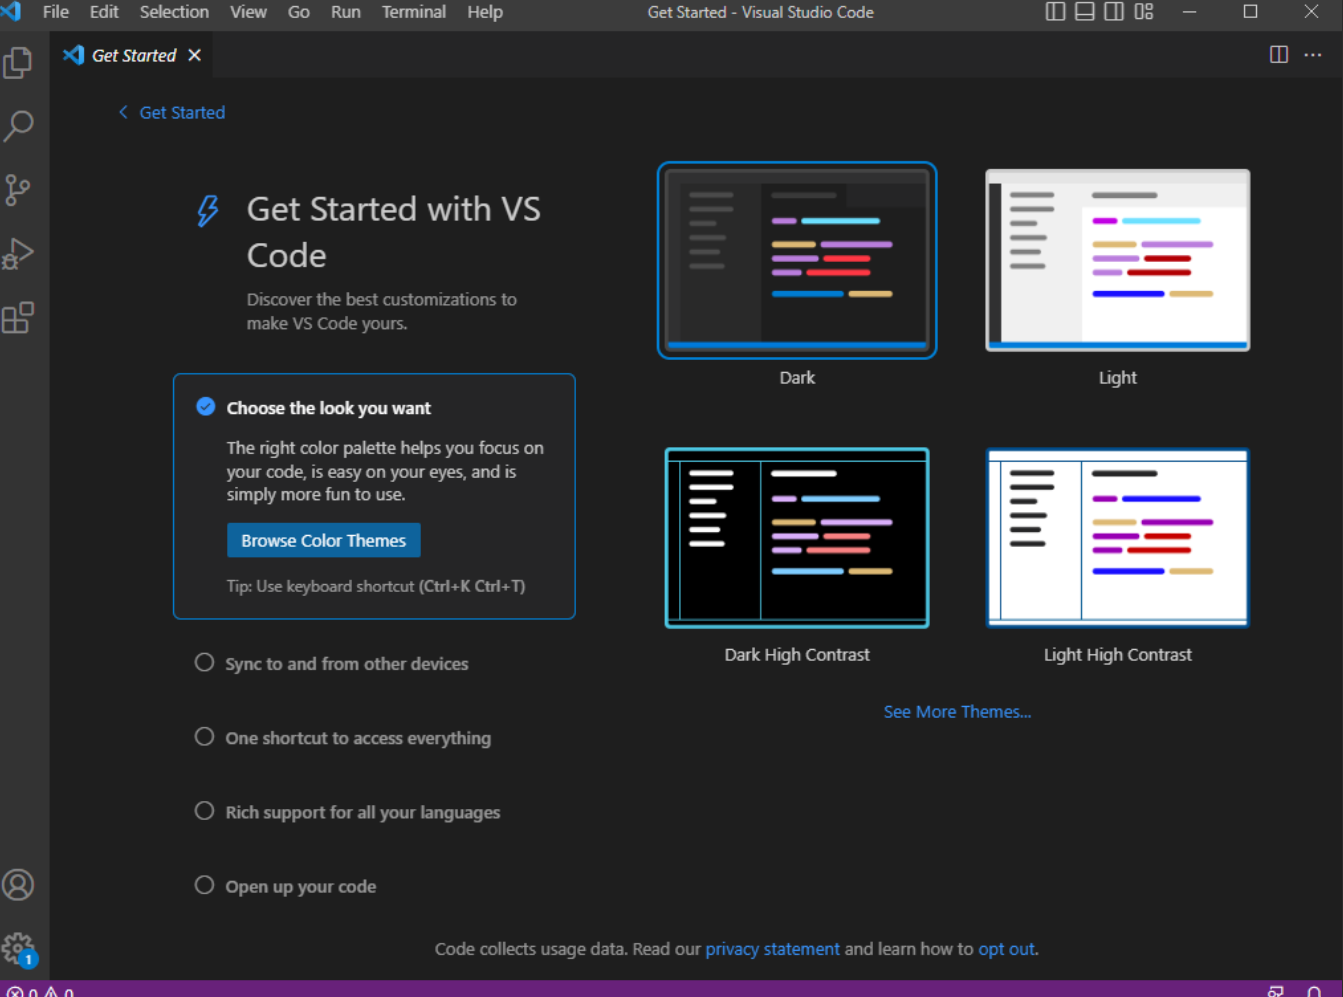 File Edit Selection View Go Run Terminal Help Get Started - Visual Studio Code
Get Started
Get Started
Get Started with VS
Code
Discover the best customizations to
make VS Code yours.
Choose the look you want
The right color palette helps you focus on
your code, is easy on your eyes, and is
simply more fun to use.
Browse Color Themes
Tip: Use keyboard shortcut (Ctrl+K Ctrl+T)
Sync to and from other devices
One shortcut to access everything
Rich support for all your languages
Open up your code
Dark
Light
Dark High Contrast
Light High Contrast
See More Themes...
Code collects usage data. Read our privacy statement and learn how to opt out.
1
0 0